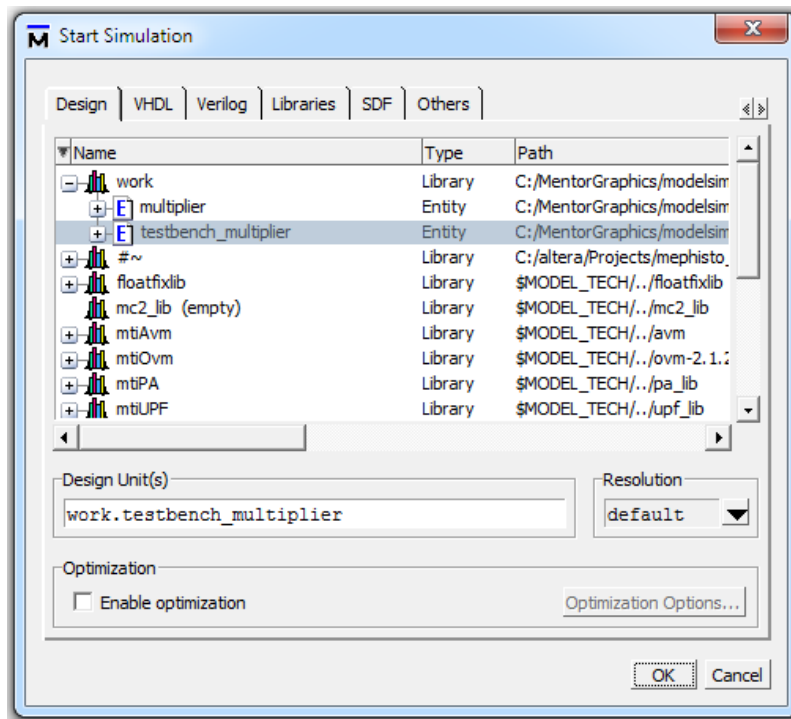 Start Simulation
Design VHDL Verilog Libraries SDF Others
Name Type Path
work Library C:/MentorGraphics/modelsim
multiplier Entity C:/MentorGraphics/modelsim
testbench_multiplier Entity C:/MentorGraphics/modelsim
#~ Library C:/altera/Projects/mephisto_
floatfixlib Library $MODEL_TECH/../floatfixlib
mc2_lib (empty) Library $MODEL_TECH/../mc2_lib
mtiAvm Library $MODEL_TECH/../avm
mtiOvm Library $MODEL_TECH/../ovm-2.1.2
mtiPA Library $MODEL_TECH/../pa_lib
mtiUPF Library $MODEL_TECH/../upf_lib
Design Unit(s) Resolution
work.testbench_multiplier default
Optimization
Enable optimization Optimization Options...
OK Cancel